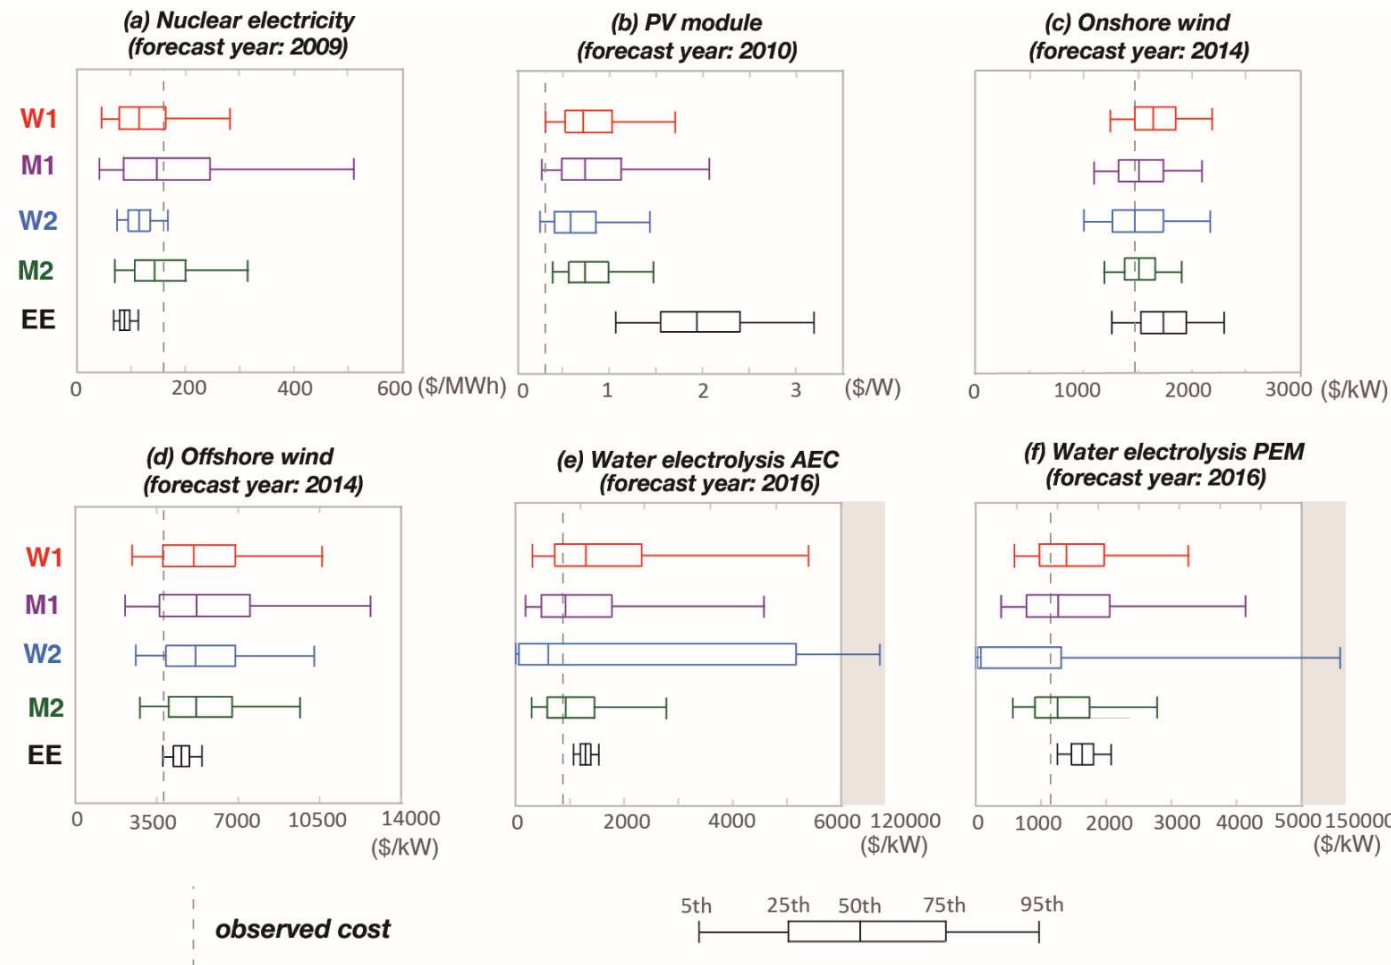 (a) Nuclear electricity
(forecast year: 2009)
(b) PV module
(forecast year: 2010)
(c) Onshore wind
(forecast year: 2014)
W1
M1
W2
M2
EE
0 200 400 600 ($/MWh)
0 1 2 3 ($/W)
0 1000 2000 3000 ($/kW)
(d) Offshore wind
(forecast year: 2014)
(e) Water electrolysis AEC
(forecast year: 2016)
(f) Water electrolysis PEM
(forecast year: 2016)
W1
M1
W2
M2
EE
0 3500 7000 10500 14000
($/kW)
0 2000 4000 6000 120000
($/kW)
0 1000 2000 3000 4000 5000 150000
($/kW)
observed cost
5th 25th 50th 75th 95th